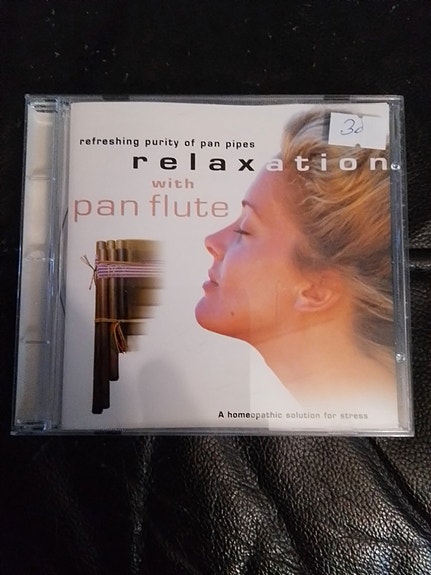 30
refreshing purity of pan pipes
relaxation
with
pan flute
A homeopathic solution for stress